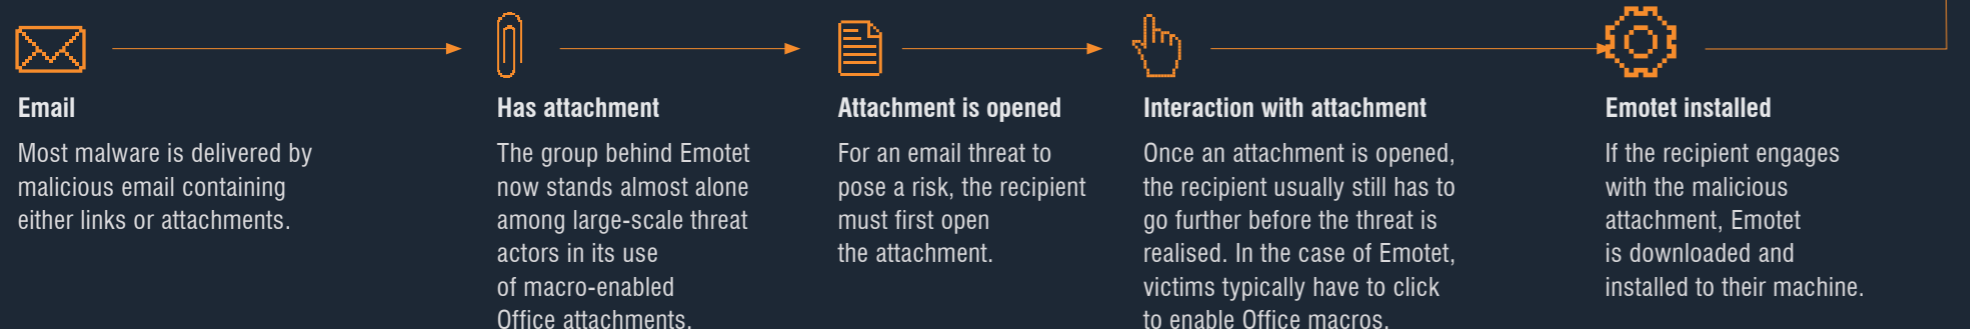 Email
Most malware is delivered by
malicious email containing
either links or attachments.
Has attachment
The group behind Emotet
now stands almost alone
among large-scale threat
actors in its use
of macro-enabled
Office attachments.
Attachment is opened
For an email threat to
pose a risk, the recipient
must first open
the attachment.
Interaction with attachment
Once an attachment is opened,
the recipient usually still has to
go further before the threat is
realised. In the case of Emotet,
victims typically have to click
to enable Office macros.
Emotet installed
If the recipient engages
with the malicious
attachment, Emotet
is downloaded and
installed to their machine.